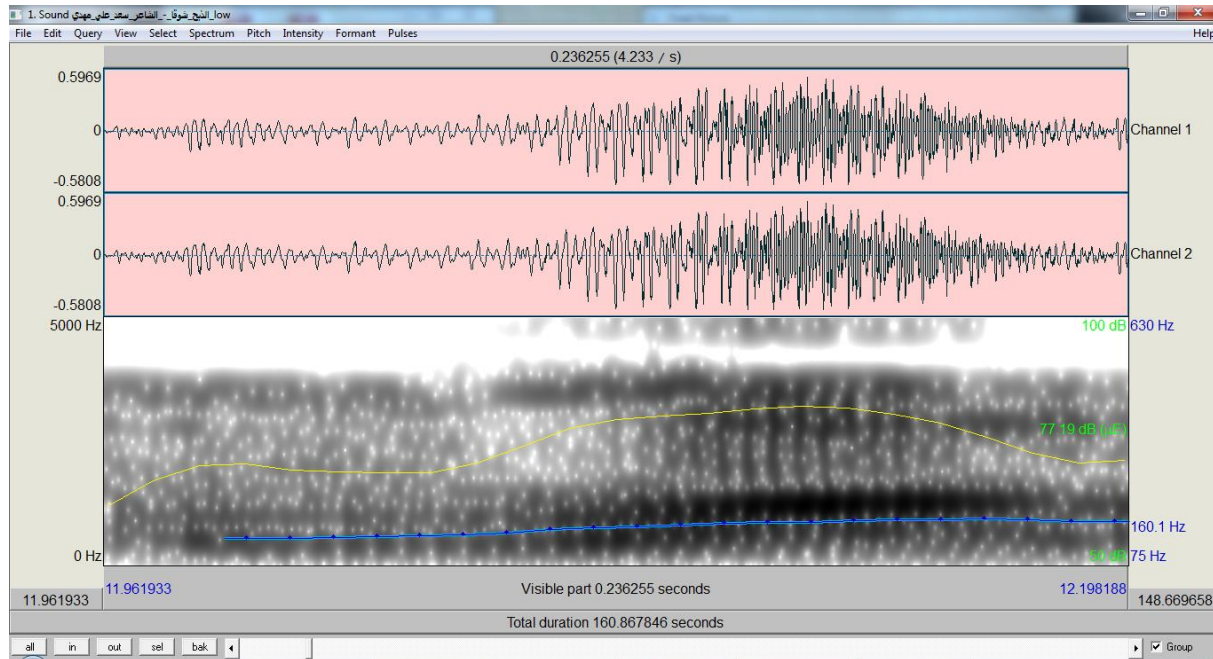 1. Sound الذبح_شوقا_-_الشاعر_سعد_علي_مهدي_low
File Edit Query View Select Spectrum Pitch Intensity Formant Pulses Help
0.236255 (4.233 / s)
0.5969
0
-0.5808
Channel 1
0.5969
0
-0.5808
Channel 2
5000 Hz
100 dB
630 Hz
77.19 dB (µE)
160.1 Hz
0 Hz
50 dB
75 Hz
11.961933
11.961933
Visible part 0.236255 seconds
12.198188
148.669658
Total duration 160.867846 seconds
all in out sel bak
Group